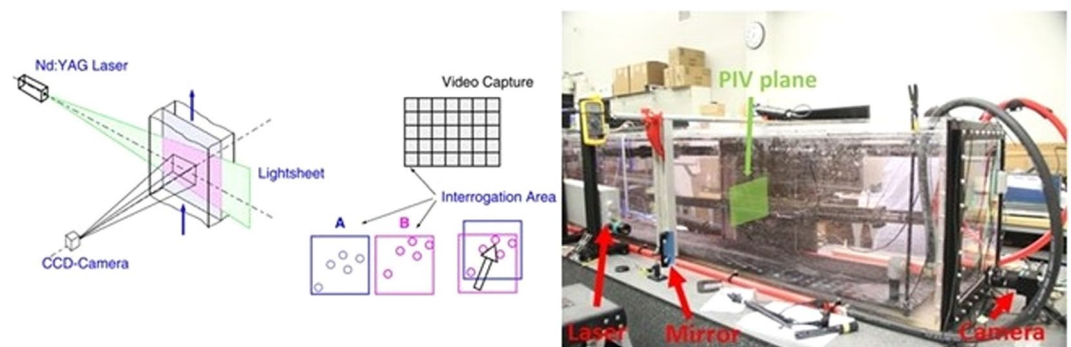 Nd:YAG Laser
Video Capture
Lightsheet
Interrogation Area
A
B
CCD-Camera
PIV plane
Laser
Mirror
Camera